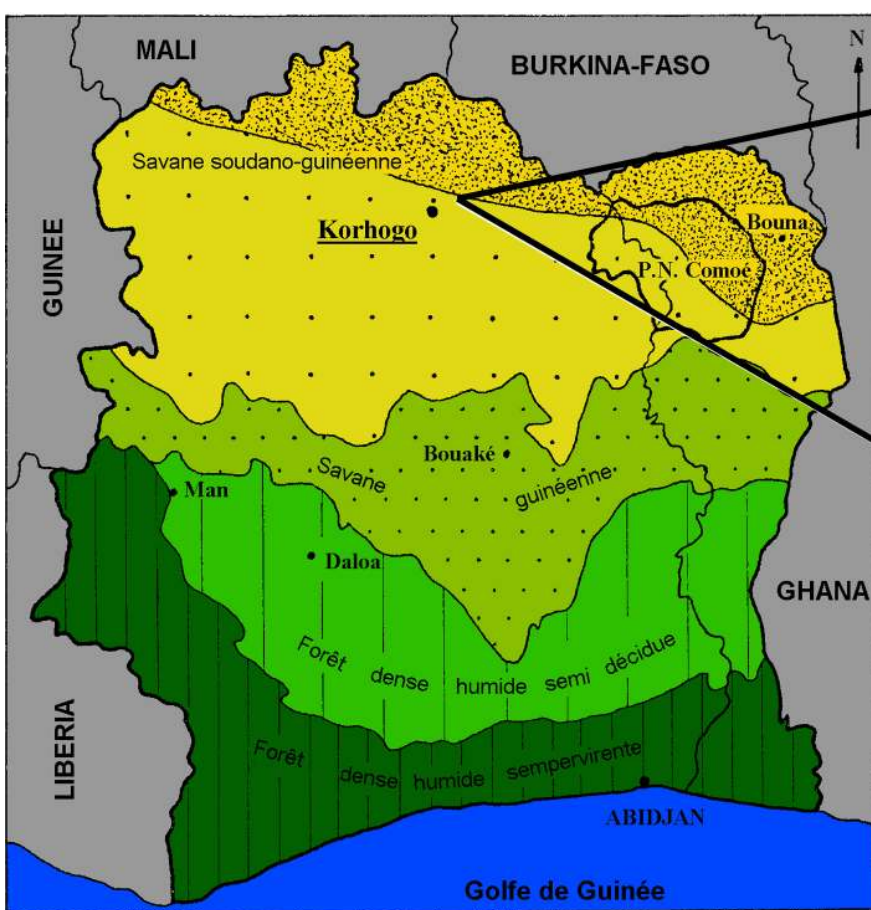 MALI
BURKINA-FASO
N
Savane soudano-guinéenne
Korhogo
Bouna
P.N. Comoé
GUINEE
Bouaké
Savane guinéenne
Man
Daloa
GHANA
Forêt dense humide semi décidue
LIBERIA
Forêt dense humide sempervirente
ABIDJAN
Golfe de Guinée